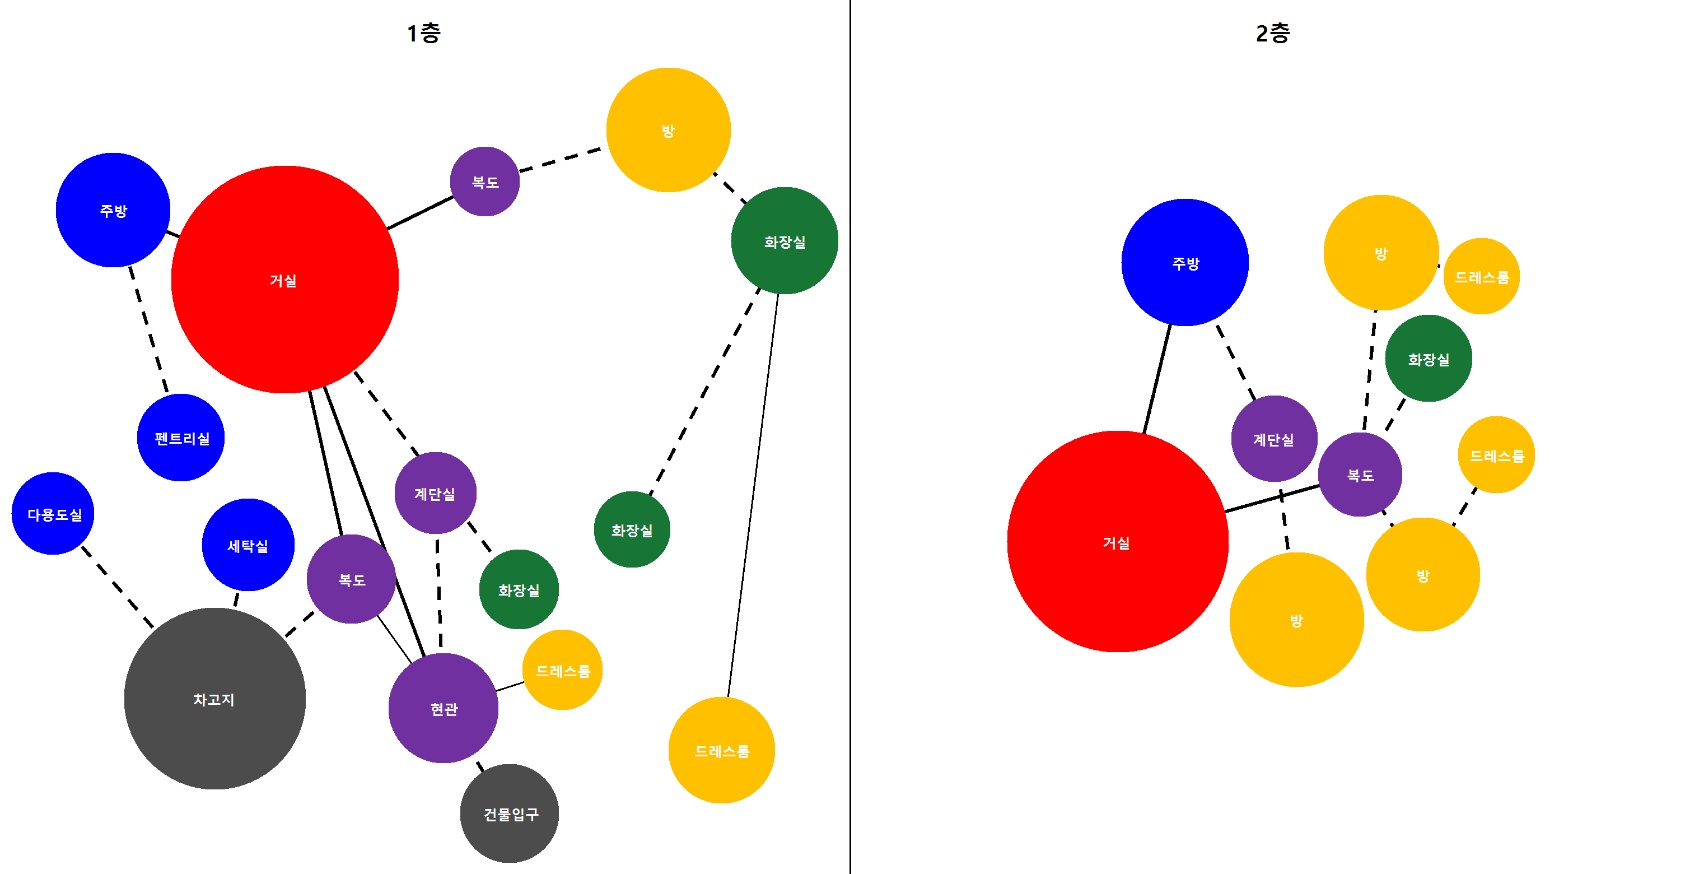 1층
방
복도
주방
화장실
거실
펜트리실
계단실
다용도실
화장실
세탁실
복도
화장실
드레스룸
차고지
현관
드레스룸
건물입구
2층
방
주방
드레스룸
화장실
계단실
드레스룸
복도
거실
방
방